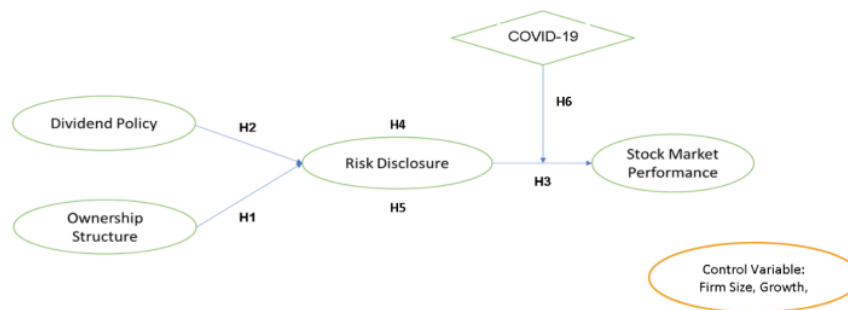 COVID-19
H6
Dividend Policy
H2
H4
Risk Disclosure
Stock Market
Performance
H3
H5
Ownership
Structure
H1
Control Variable:
Firm Size, Growth,